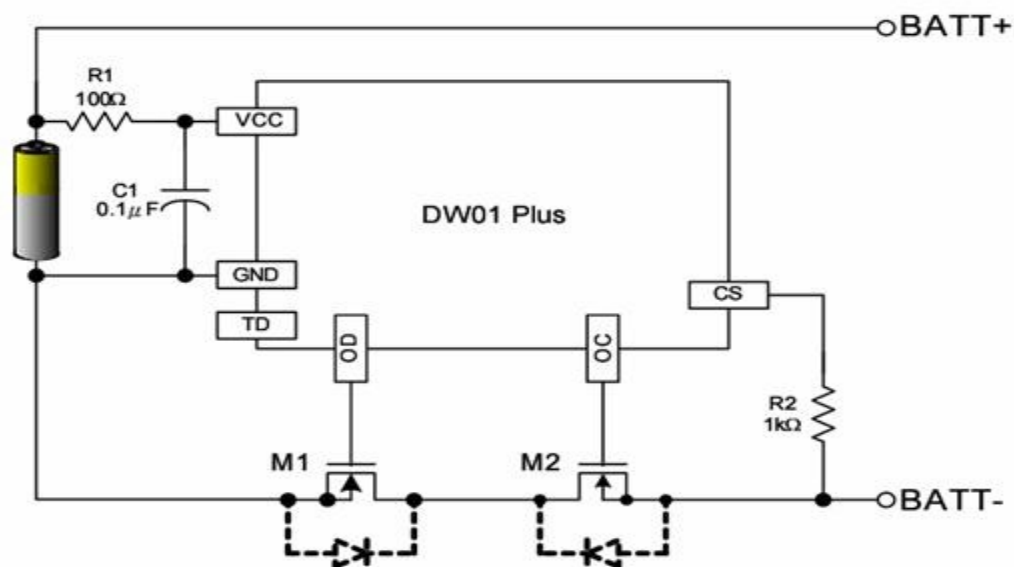 BATT+
R1
100Ω
VCC
C1
0.1μF
DW01 Plus
GND
CS
TD
OD
OC
R2
1kΩ
M1
M2
BATT-